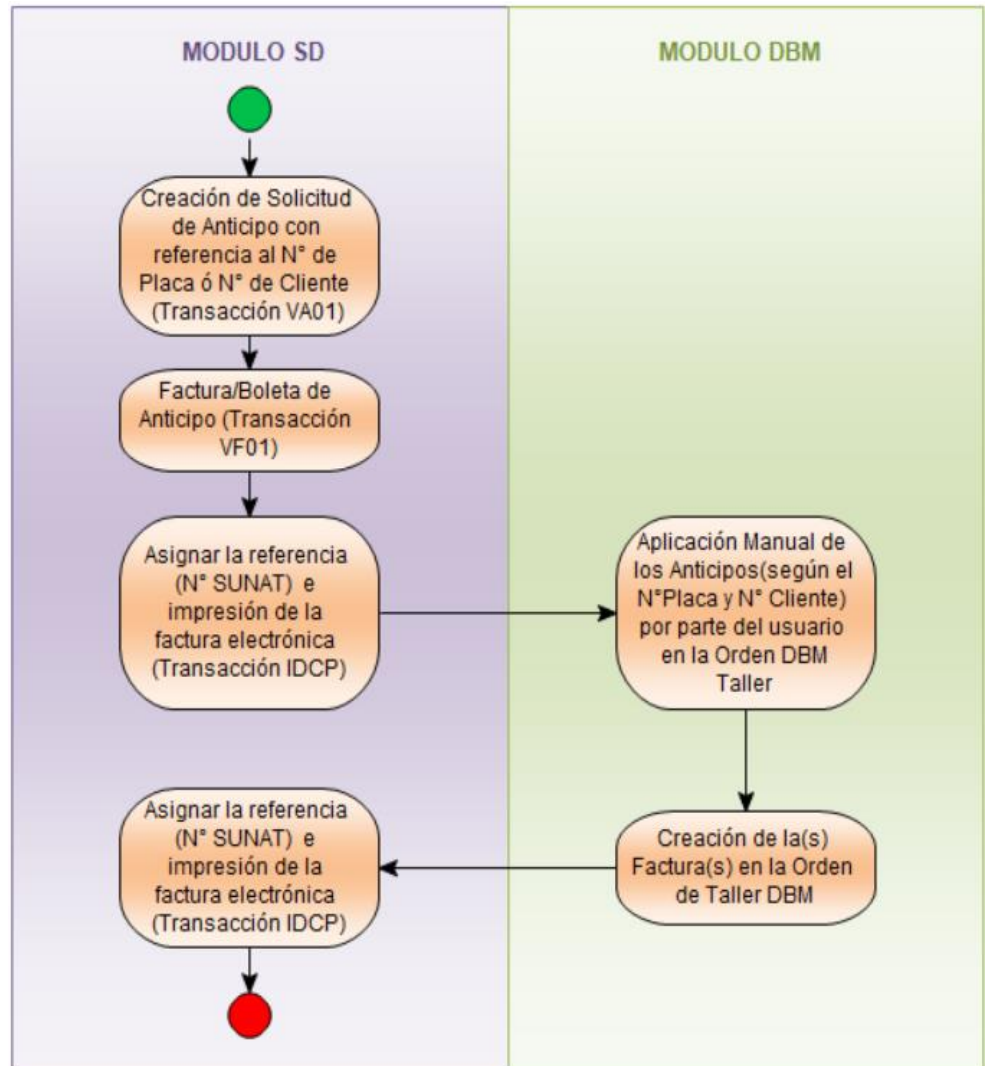 MODULO SD
MODULO DBM
Creación de Solicitud
de Anticipo con
referencia al N° de
Placa ó N° de Cliente
(Transacción VA01)
Factura/Boleta de
Anticipo (Transacción
VF01)
Asignar la referencia
(N° SUNAT) e
impresión de la
factura electrónica
(Transacción IDCP)
Aplicación Manual de
los Anticipos(según el
N°Placa y N° Cliente)
por parte del usuario
en la Orden DBM
Taller
Creación de la(s)
Factura(s) en la Orden
de Taller DBM
Asignar la referencia
(N° SUNAT) e
impresión de la
factura electrónica
(Transacción IDCP)